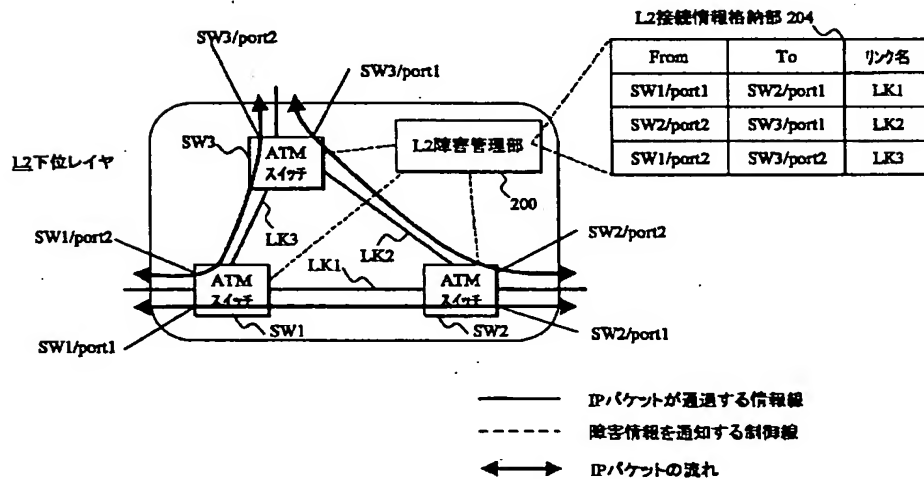 SW3/port2
L2接続情報格納部 204
SW3/port1
From To リンク名
SW1/port1 SW2/port1 LK1
SW2/port2 SW3/port1 LK2
SW1/port2 SW3/port2 LK3
SW3
ATM
スイッチ
L2障害管理部
200
L2下位レイヤ
SW1/port2
LK3
LK2
SW2/port2
LK1
ATM
スイッチ
ATM
スイッチ
SW1
SW2
SW1/port1
SW2/port1
IPパケットが通過する情報線
障害情報を通知する制御線
IPパケットの流れ